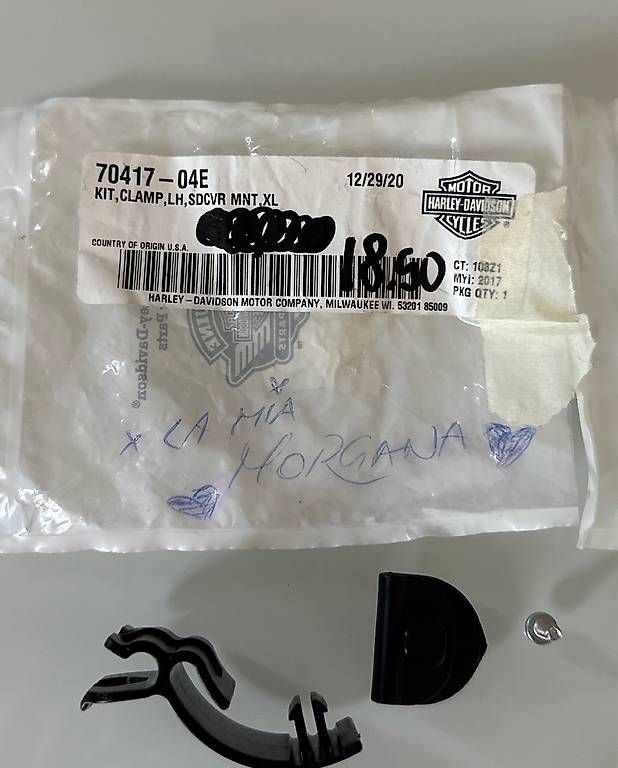 70417-04E 12/29/20
KIT,CLAMP,LH,SDCVR MNT,XL
MOTOR
HARLEY-DAVIDSON
CYCLES
COUNTRY OF ORIGIN U.S.A.
18.50
CT: 10821
MYi: 2017
PKG QTY: 1
HARLEY-DAVIDSON MOTOR COMPANY, MILWAUKEE WI. 53201 85009
x LA MIA
MORGANA